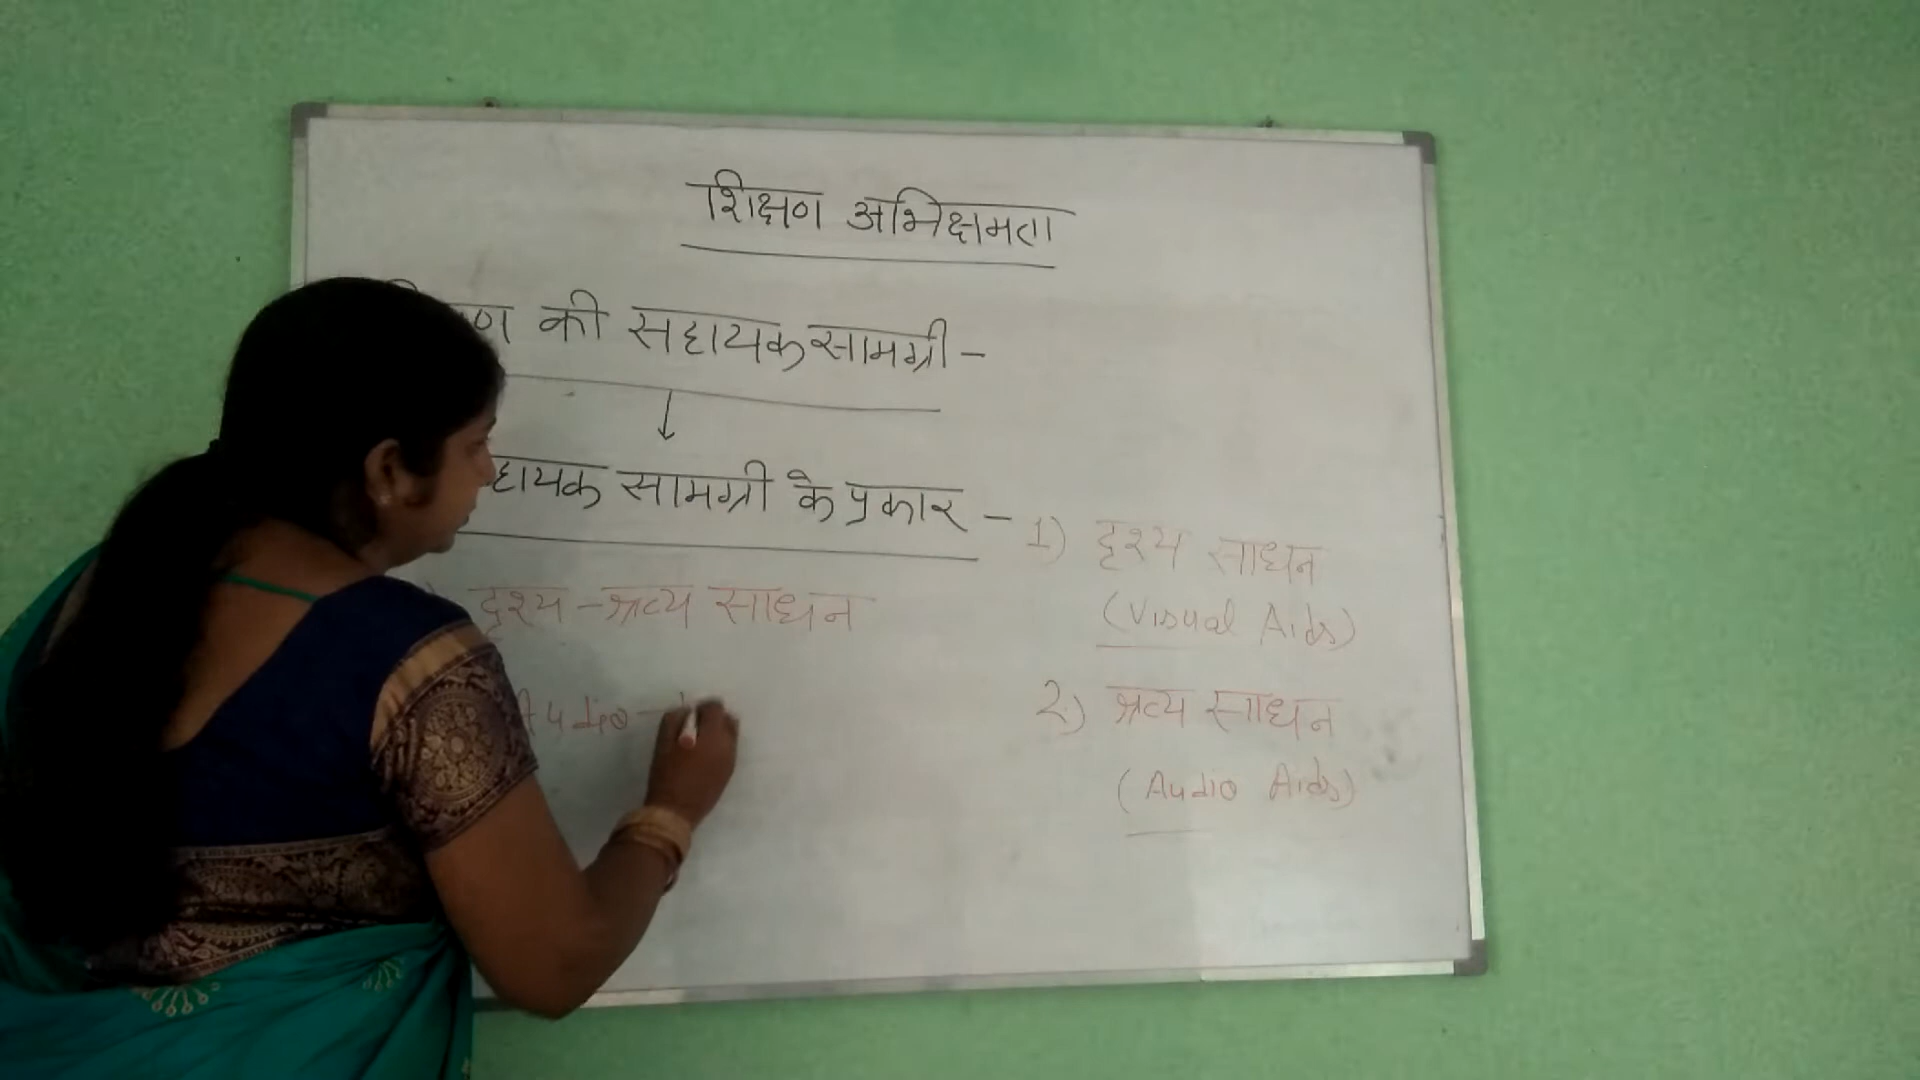 शिक्षण अभिक्षमता
की सहायक सामग्री -
सामग्री के प्रकार -
1) दृश्य साधन
(Visual Aids)
2.) श्रव्य साधन
(Audio Aids)
दृश्य - श्रव्य साधन
Audio -